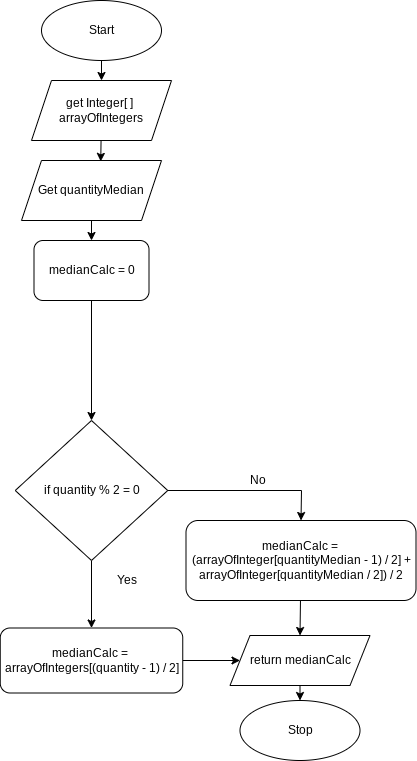 Start
get Integer[ ]
arrayOfIntegers
Get quantityMedian
medianCalc = 0
if quantity % 2 = 0
No
Yes
medianCalc =
(arrayOfInteger[quantityMedian - 1) / 2] +
arrayOfInteger[quantityMedian / 2]) / 2
medianCalc =
arrayOfIntegers[(quantity - 1) / 2]
return medianCalc
Stop